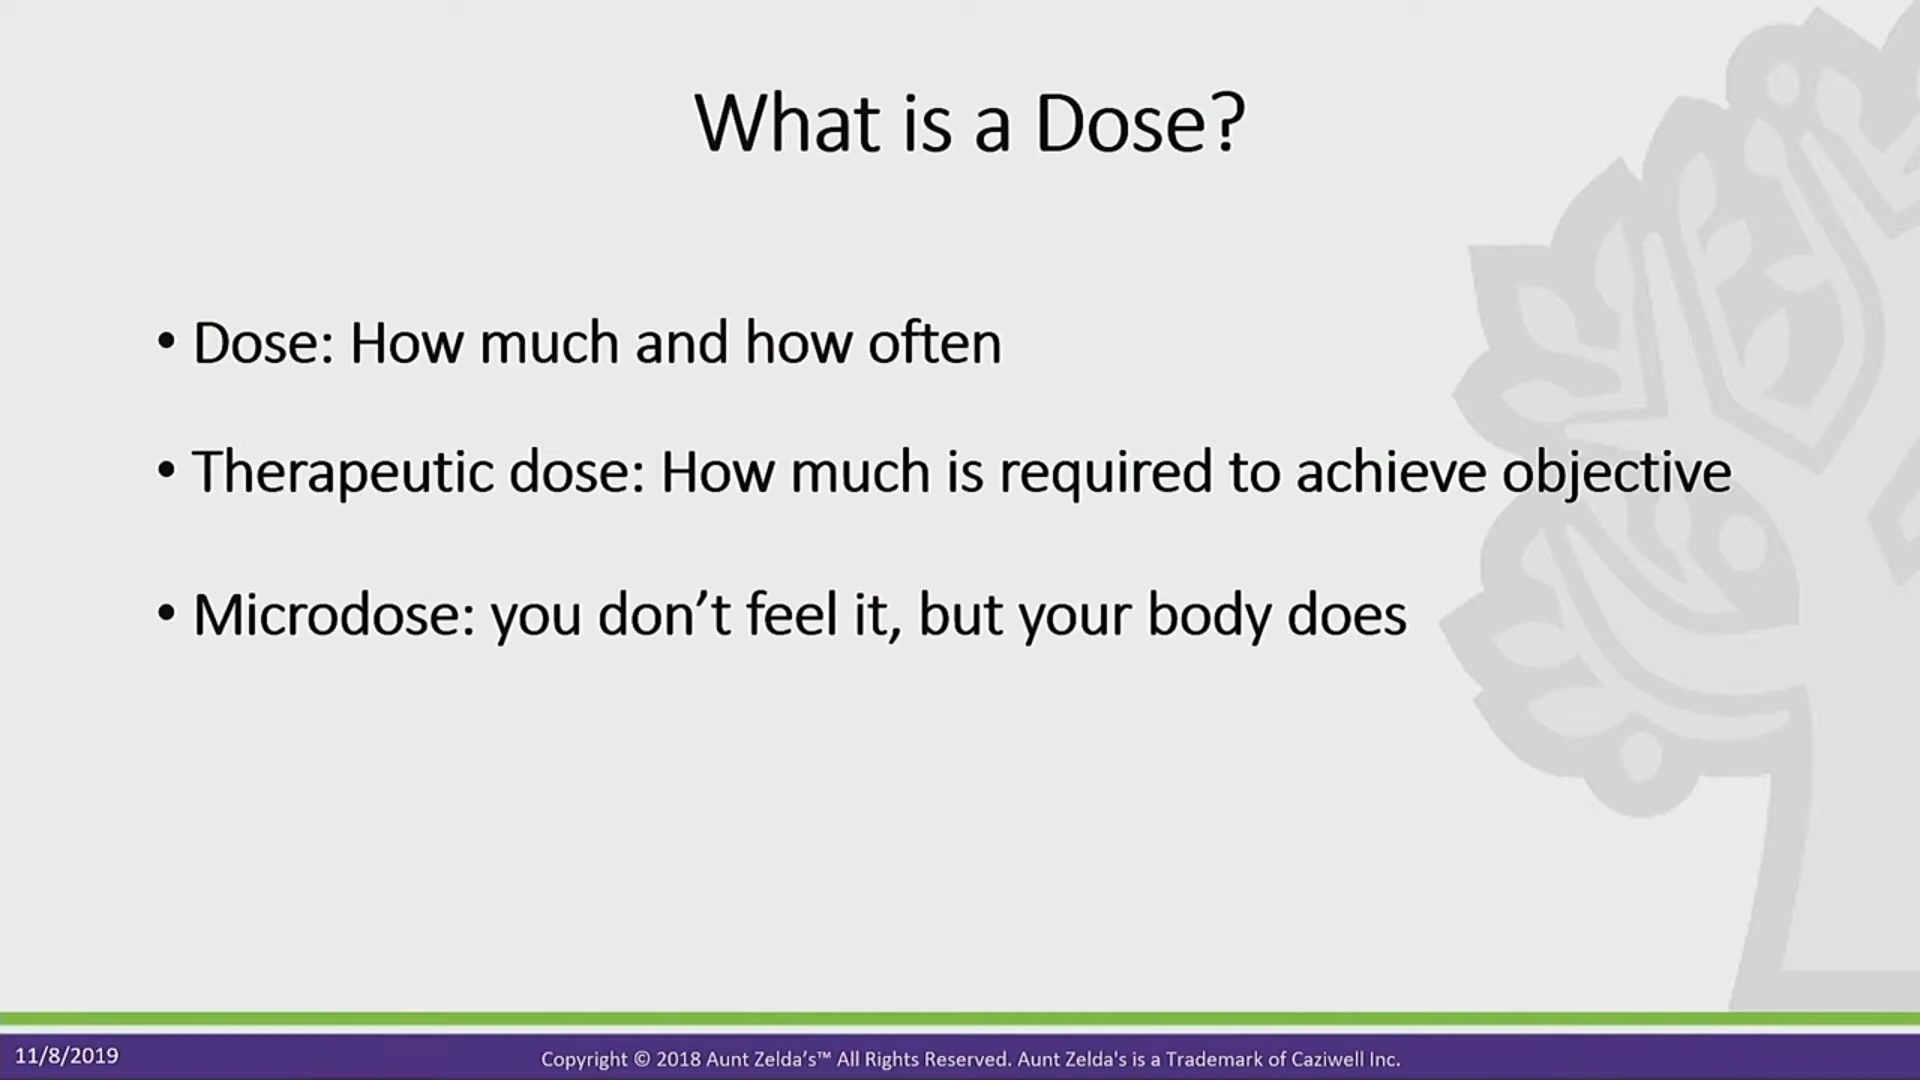 What is a Dose?
• Dose: How much and how often
• Therapeutic dose: How much is required to achieve objective
• Microdose: you don’t feel it, but your body does
11/8/2019
Copyright © 2018 Aunt Zelda’s™ All Rights Reserved. Aunt Zelda's is a Trademark of Caziwell Inc.